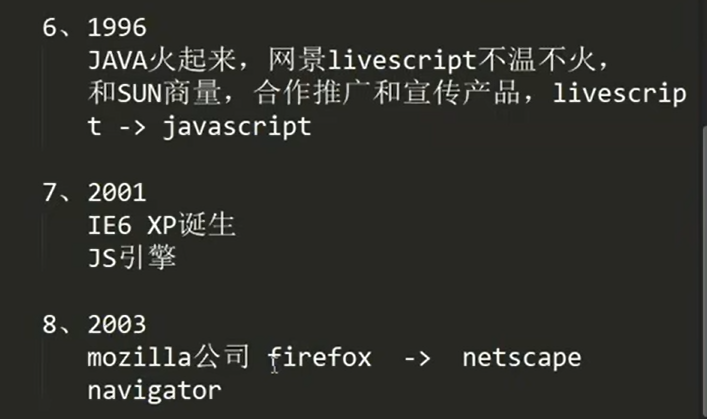 6、1996
JAVA火起来，网景livescript不温不火，
和SUN商量，合作推广和宣传产品，livescrip
t -> javascript
7、2001
IE6 XP诞生
JS引擎
8、2003
mozilla公司 firefox -> netscape
navigator